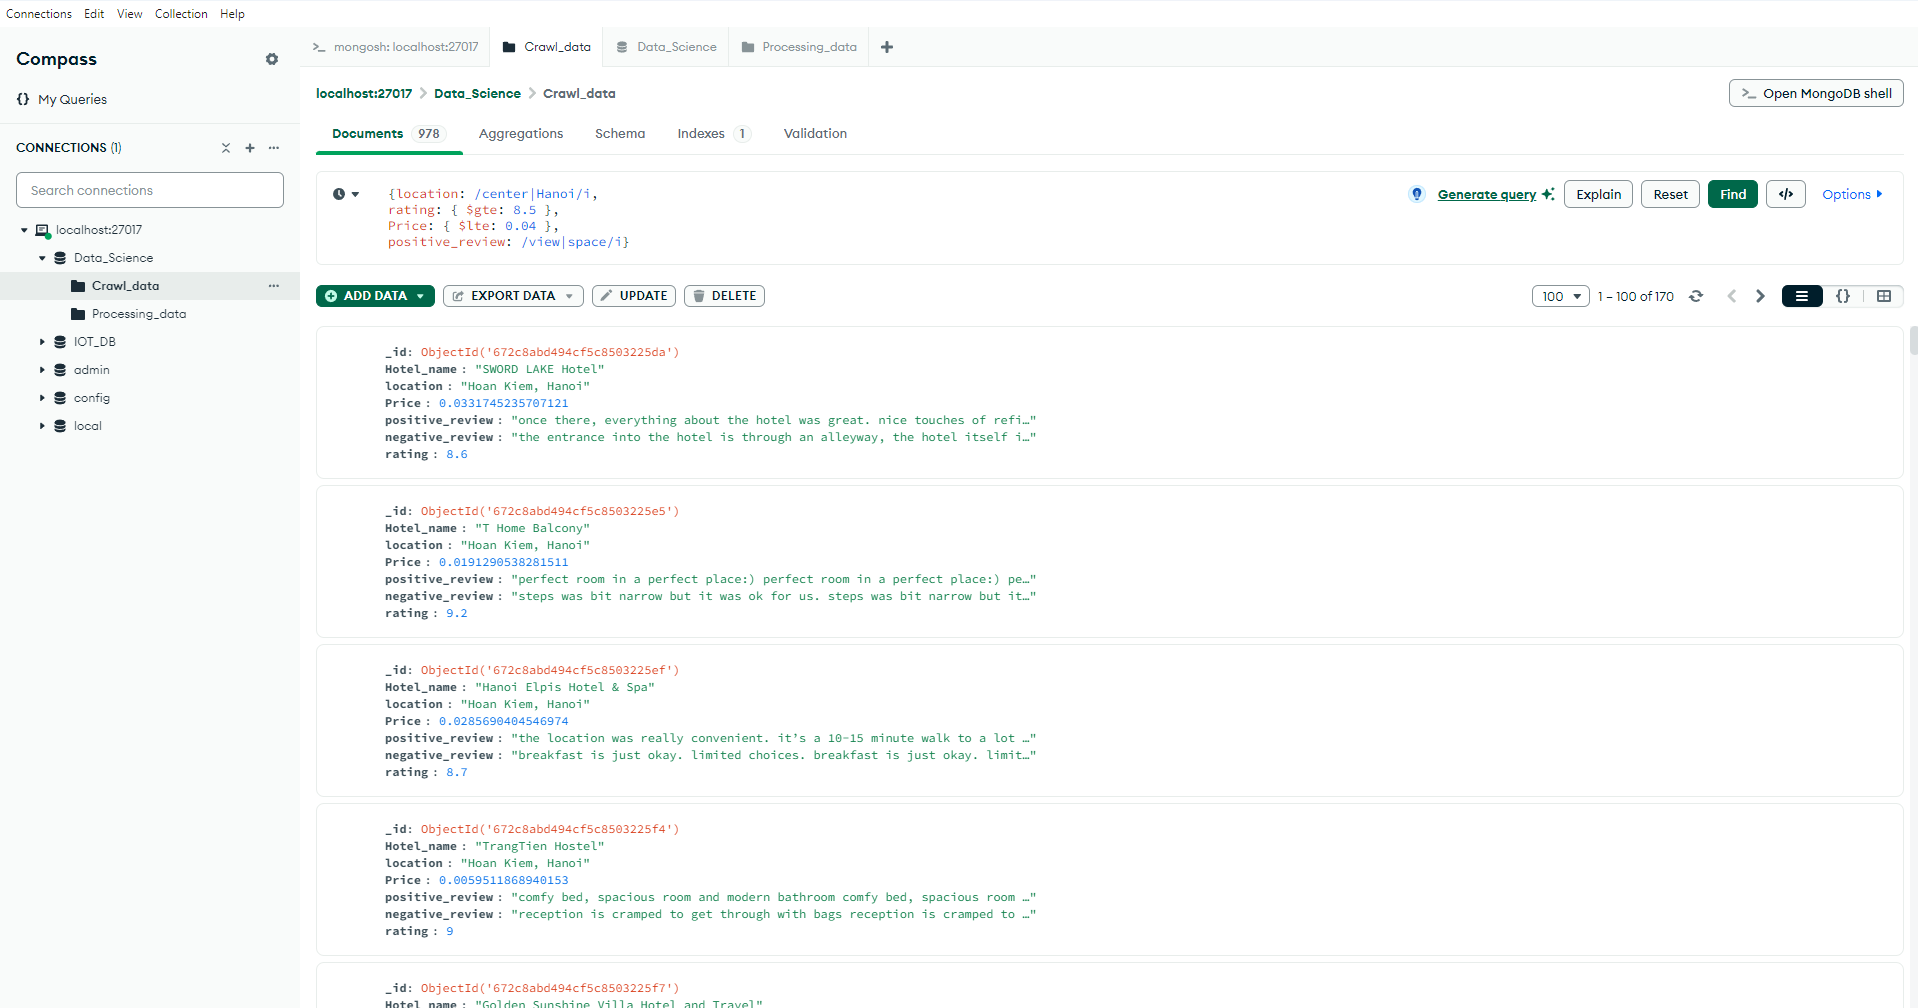 Connections Edit View Collection Help
Compass
>_ mongosh: localhost:27017 Crawl_data Data_Science Processing_data +
{} My Queries
localhost:27017 > Data_Science > Crawl_data
>_ Open MongoDB shell
Documents 978 Aggregations Schema Indexes 1 Validation
CONNECTIONS (1)
Search connections
localhost:27017
Data_Science
Crawl_data
Processing_data
IOT_DB
admin
config
local
{location: /center|Hanoi/i,
rating: { $gte: 8.5 },
Price: { $lte: 0.04 },
positive_review: /view|space/i}
Generate query Explain Reset Find </> Options
ADD DATA EXPORT DATA UPDATE DELETE
100 1 – 100 of 170 {}
_id: ObjectId('672c8abd494cf5c8503225da')
Hotel_name : "SWORD LAKE Hotel"
location : "Hoan Kiem, Hanoi"
Price : 0.0331745235707121
positive_review : "once there, everything about the hotel was great. nice touches of refi…"
negative_review : "the entrance into the hotel is through an alleyway, the hotel itself i…"
rating : 8.6
_id: ObjectId('672c8abd494cf5c8503225e5')
Hotel_name : "T Home Balcony"
location : "Hoan Kiem, Hanoi"
Price : 0.0191290538281511
positive_review : "perfect room in a perfect place:) perfect room in a perfect place:) pe…"
negative_review : "steps was bit narrow but it was ok for us. steps was bit narrow but it…"
rating : 9.2
_id: ObjectId('672c8abd494cf5c8503225ef')
Hotel_name : "Hanoi Elpis Hotel & Spa"
location : "Hoan Kiem, Hanoi"
Price : 0.0285690404546974
positive_review : "the location was really convenient. it’s a 10-15 minute walk to a lot …"
negative_review : "breakfast is just okay. limited choices. breakfast is just okay. limit…"
rating : 8.7
_id: ObjectId('672c8abd494cf5c8503225f4')
Hotel_name : "TrangTien Hostel"
location : "Hoan Kiem, Hanoi"
Price : 0.0059511868940153
positive_review : "comfy bed, spacious room and modern bathroom comfy bed, spacious room …"
negative_review : "reception is cramped to get through with bags reception is cramped to …"
rating : 9
_id: ObjectId('672c8abd494cf5c8503225f7')
Hotel_name : "Golden Sunshine Villa Hotel and Travel"